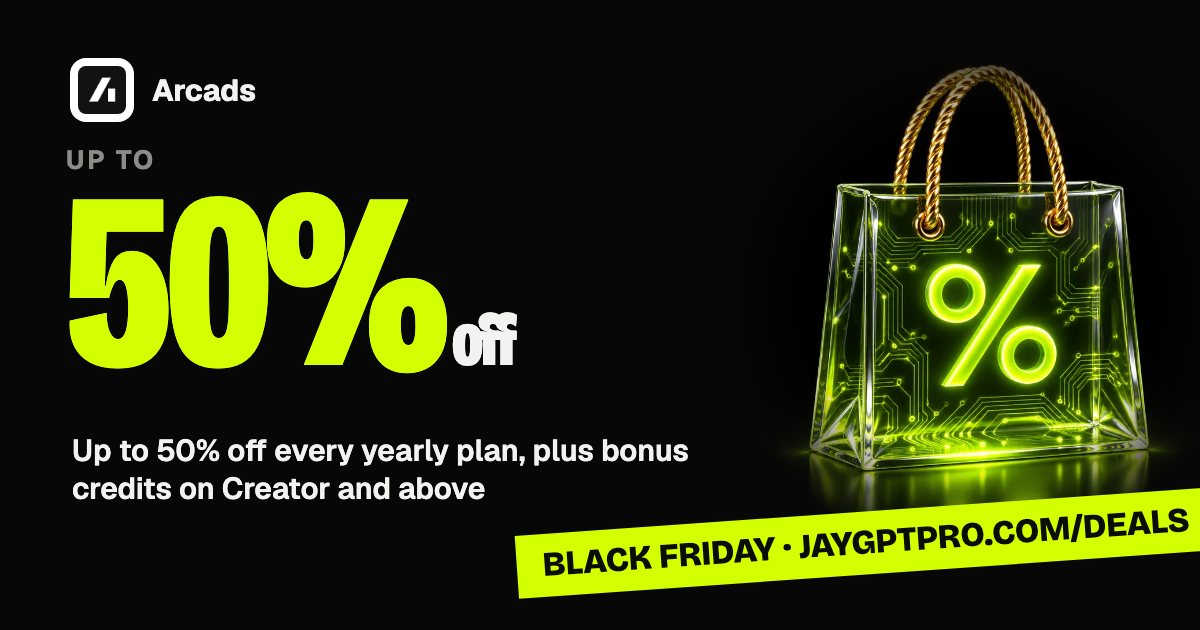 Arcads
UP TO
50% off
Up to 50% off every yearly plan, plus bonus
credits on Creator and above
%
BLACK FRIDAY · JAYGPTPRO.COM/DEALS